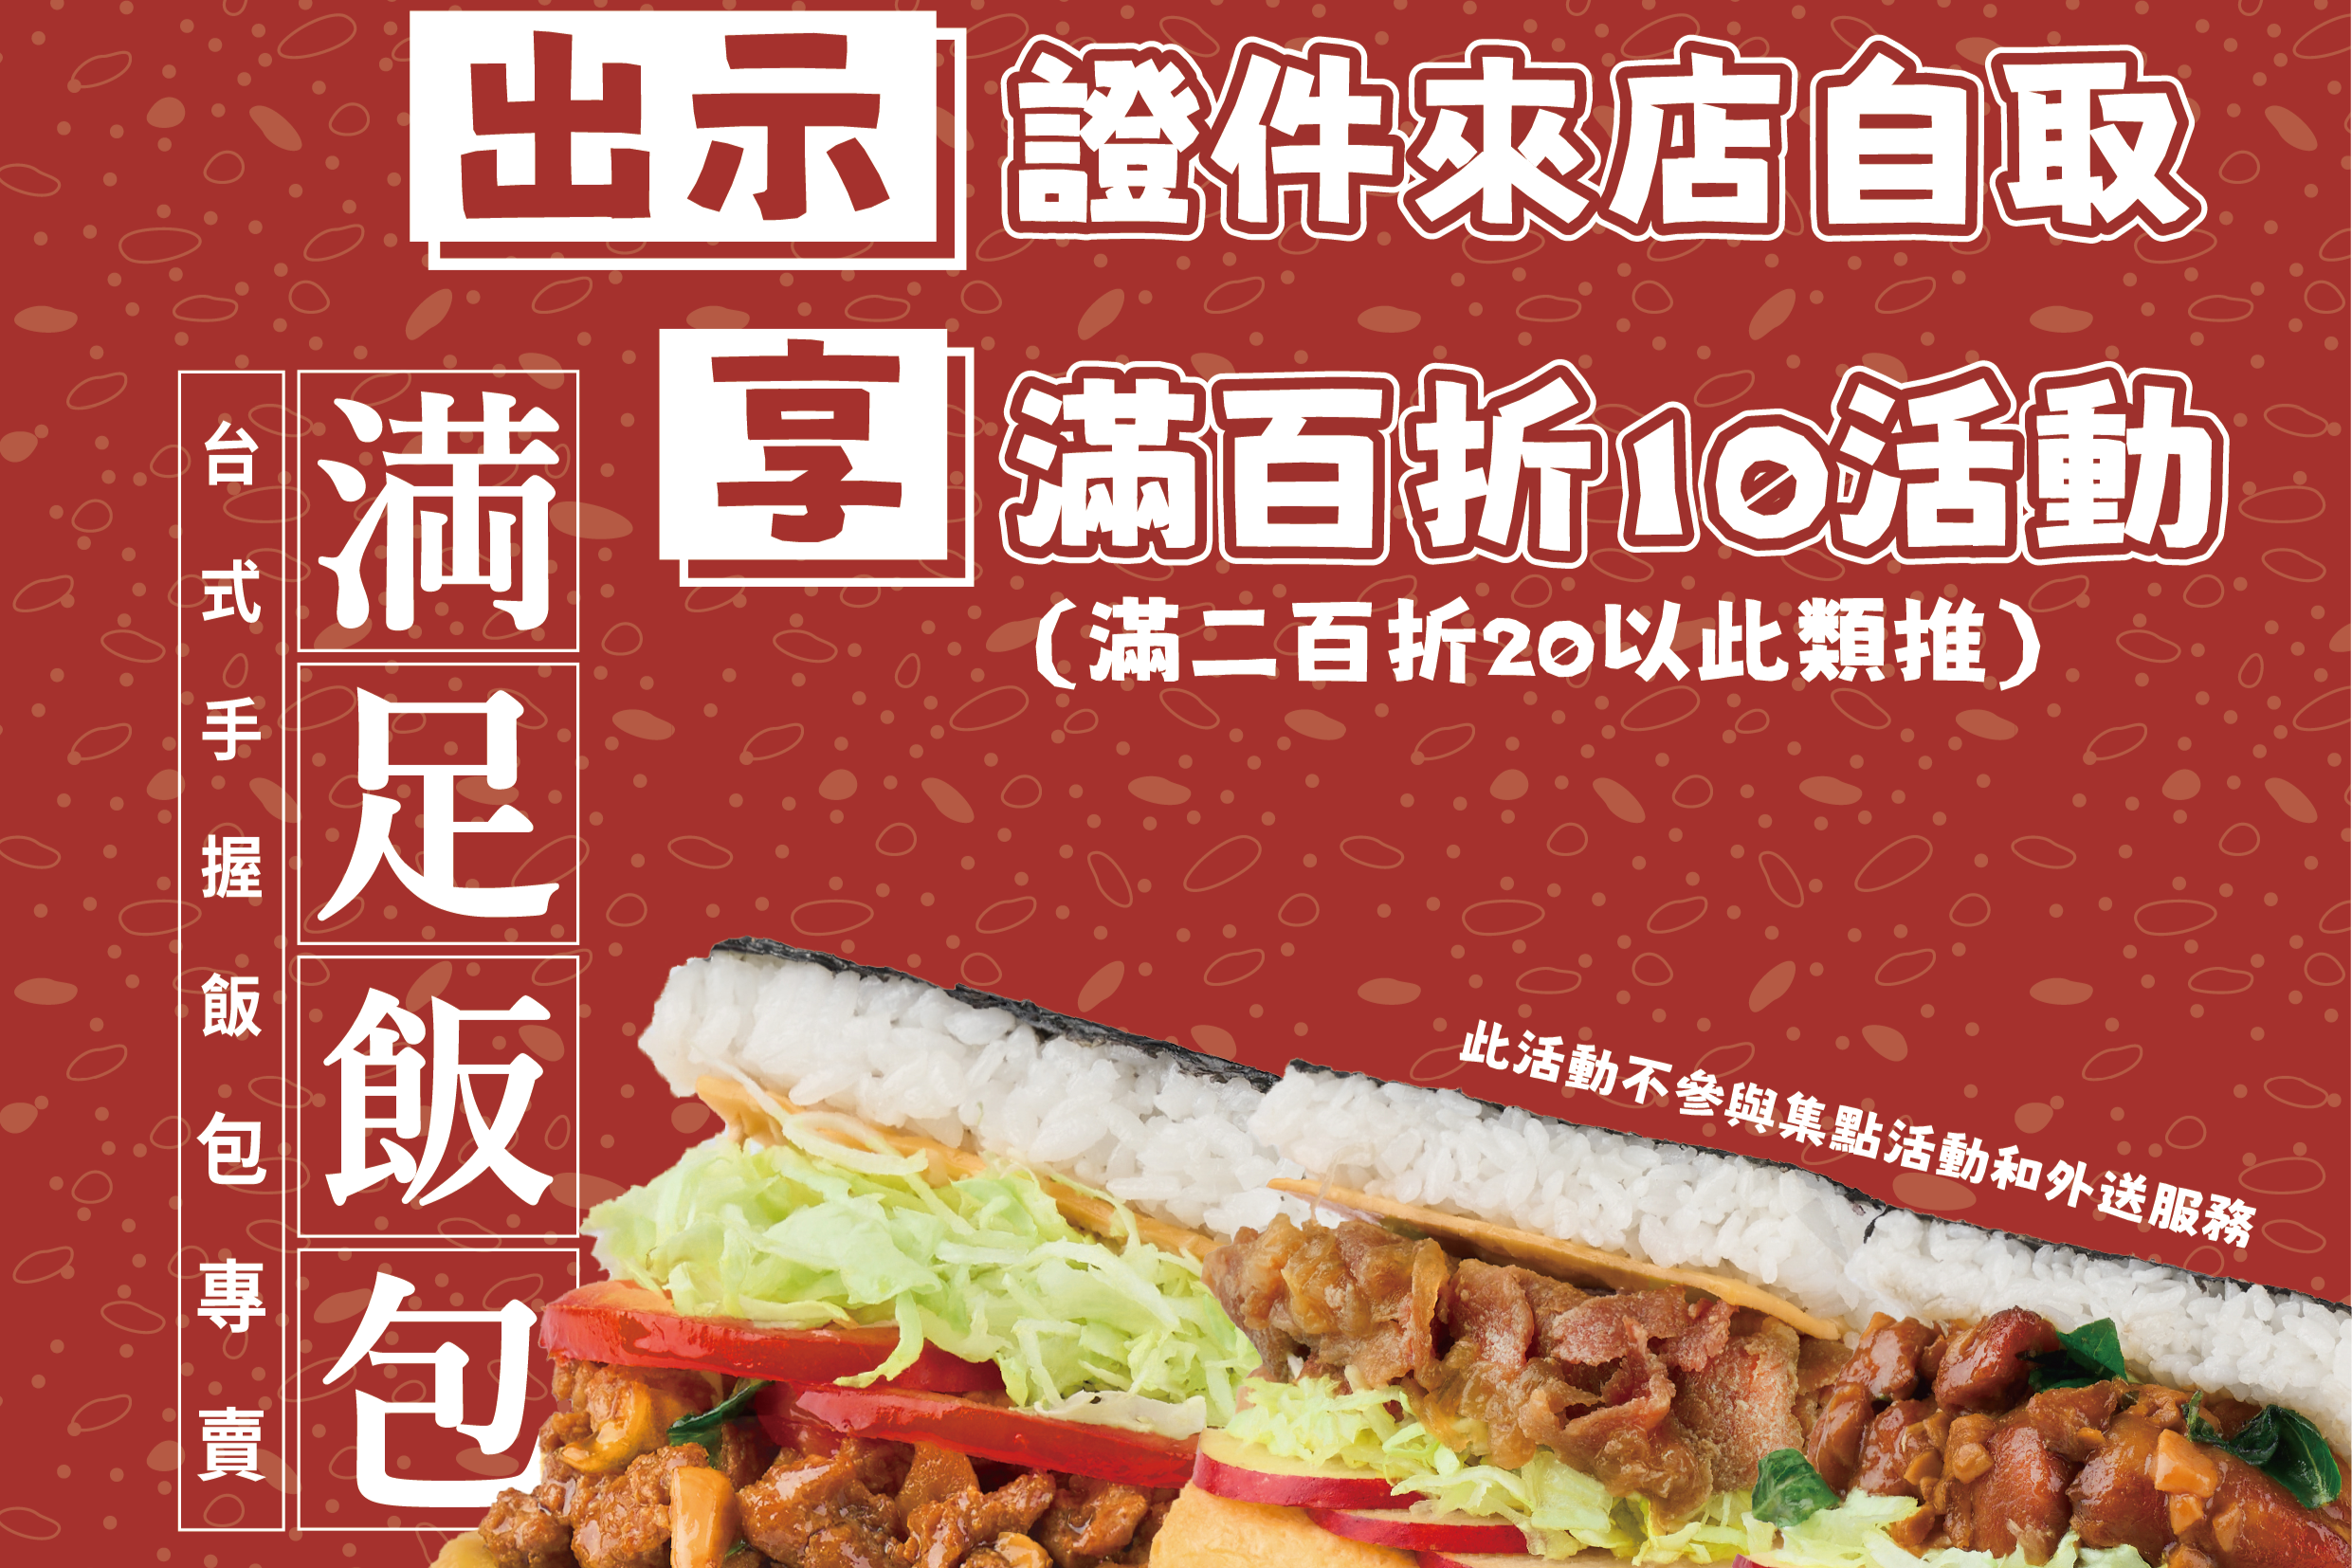 出示 證件來店自取
享 滿百折10活動
(滿二百折20以此類推)
満足飯包
台式手握飯包專賣
此活動不參與集點活動和外送服務